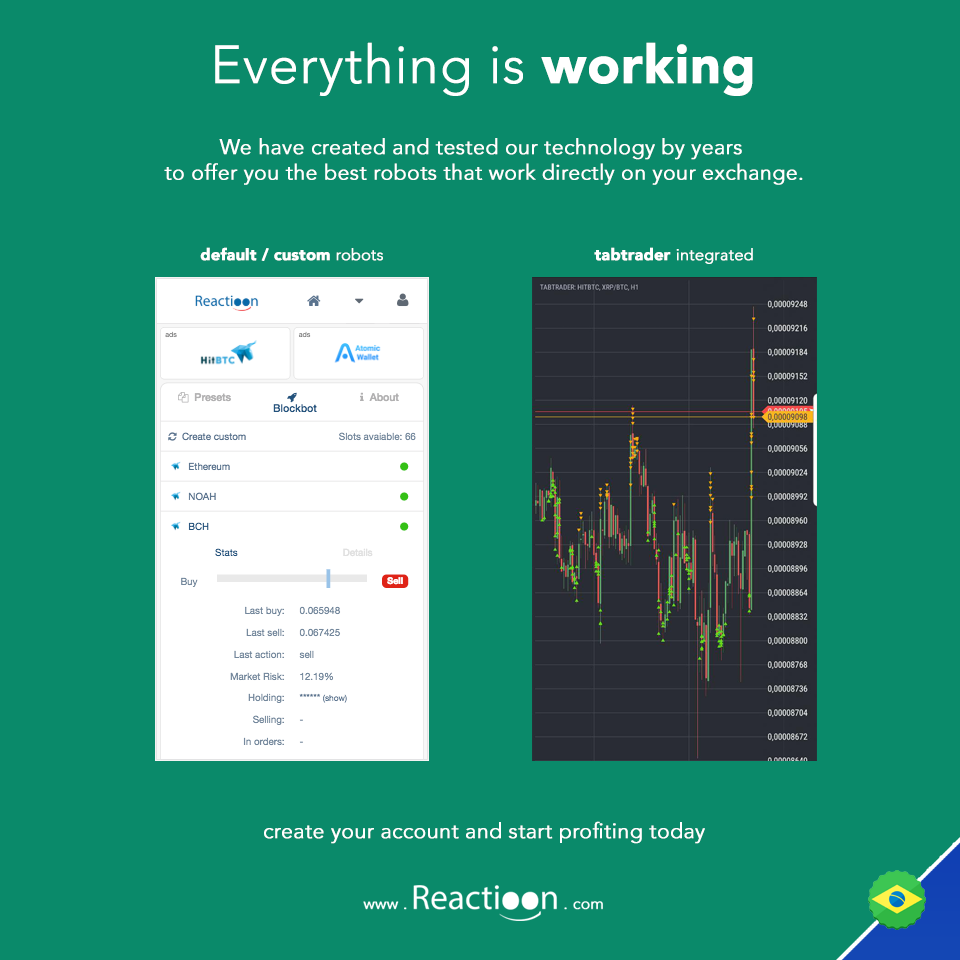 Everything is working
We have created and tested our technology by years
to offer you the best robots that work directly on your exchange.
default / custom robots
Reactioon
ads
HitBTC
ads
Atomic
Wallet
Presets
Blockbot
About
Create custom
Slots avaiable: 66
Ethereum
NOAH
BCH
Stats
Details
Buy
Sell
Last buy: 0.065948
Last sell: 0.067425
Last action: sell
Market Risk: 12.19%
Holding: ****** (show)
Selling: -
In orders: -
tabtrader integrated
TABTRADER: HITBTC, XRP/BTC, H1
0,00009248
0,00009216
0,00009184
0,00009152
0,00009120
0,00009098
0,00009088
0,00009056
0,00009024
0,00008992
0,00008960
0,00008928
0,00008896
0,00008864
0,00008832
0,00008800
0,00008768
0,00008736
0,00008704
0,00008672
create your account and start profiting today
www . Reactioon . com